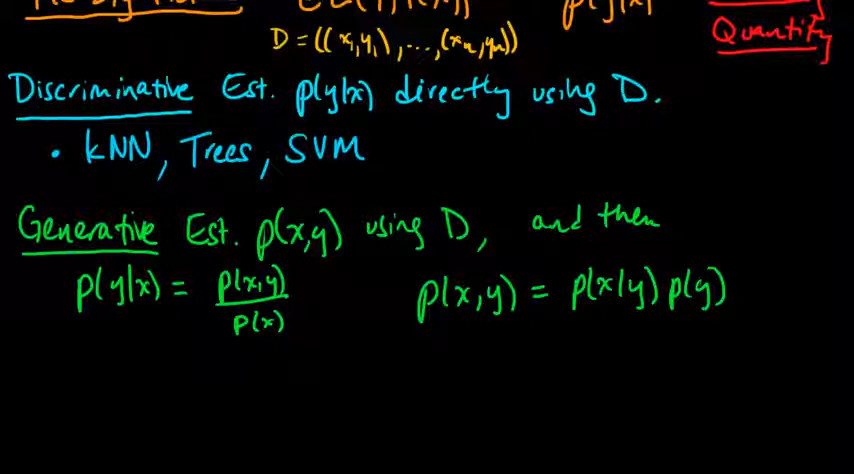 p(y|x)
Quantify
D = ((x₁,y₁), ..., (xₙ,yₙ))
Discriminative Est. p(y|x) directly using D.
• kNN, Trees, SVM
Generative Est. p(x,y) using D, and then
p(y|x) = p(x,y) / p(x)   p(x,y) = p(x|y) p(y)